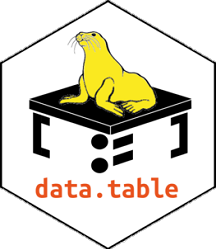 [ := ]
data.table